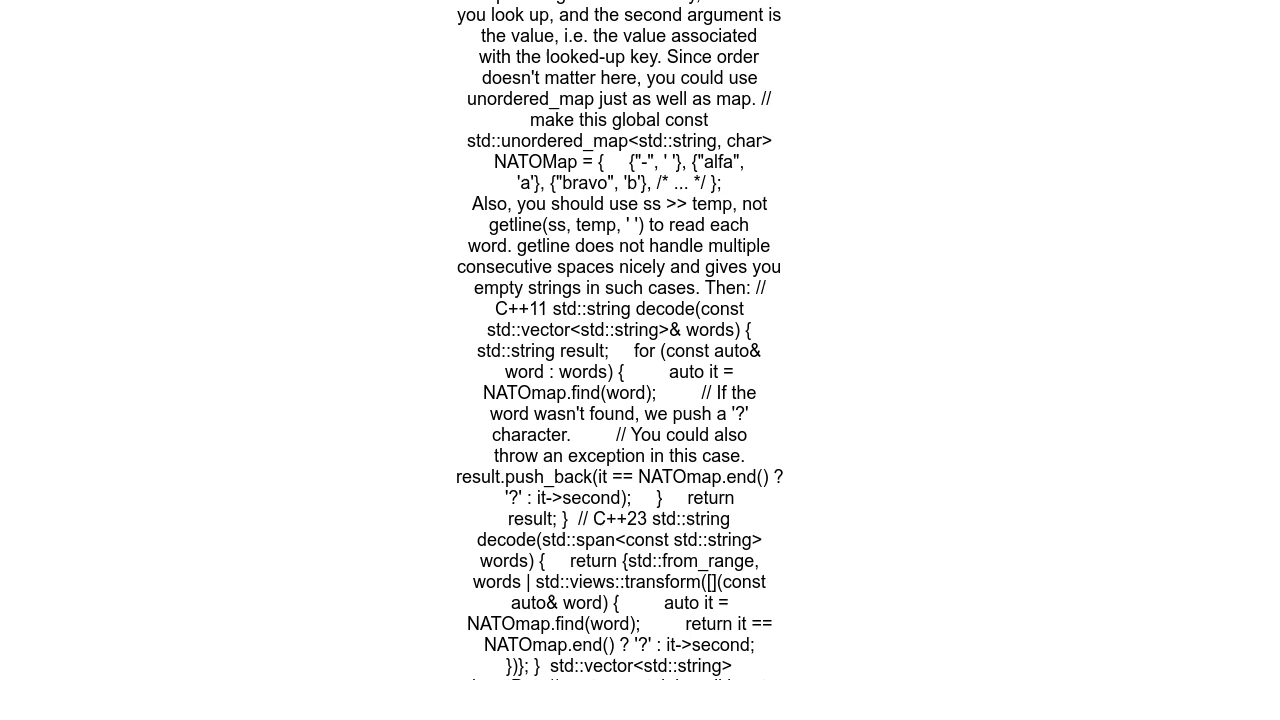 you look up, and the second argument is
the value, i.e. the value associated
with the looked-up key. Since order
doesn't matter here, you could use
unordered_map just as well as map. //
make this global const
std::unordered_map<std::string, char>
NATOMap = {     {"-", ' '}, {"alfa",
'a'}, {"bravo", 'b'}, /* ... */ };
Also, you should use ss >> temp, not
getline(ss, temp, ' ') to read each
word. getline does not handle multiple
consecutive spaces nicely and gives you
empty strings in such cases. Then: //
C++11 std::string decode(const
std::vector<std::string>& words) {
std::string result;     for (const auto&
word : words) {         auto it =
NATOmap.find(word);         // If the
word wasn't found, we push a '?'
character.         // You could also
throw an exception in this case.
result.push_back(it == NATOmap.end() ?
'?' : it->second);     }     return
result; }  // C++23 std::string
decode(std::span<const std::string>
words) {     return {std::from_range,
words | std::views::transform([](const
auto& word) {         auto it =
NATOmap.find(word);         return it ==
NATOmap.end() ? '?' : it->second;
})}; }  std::vector<std::string>